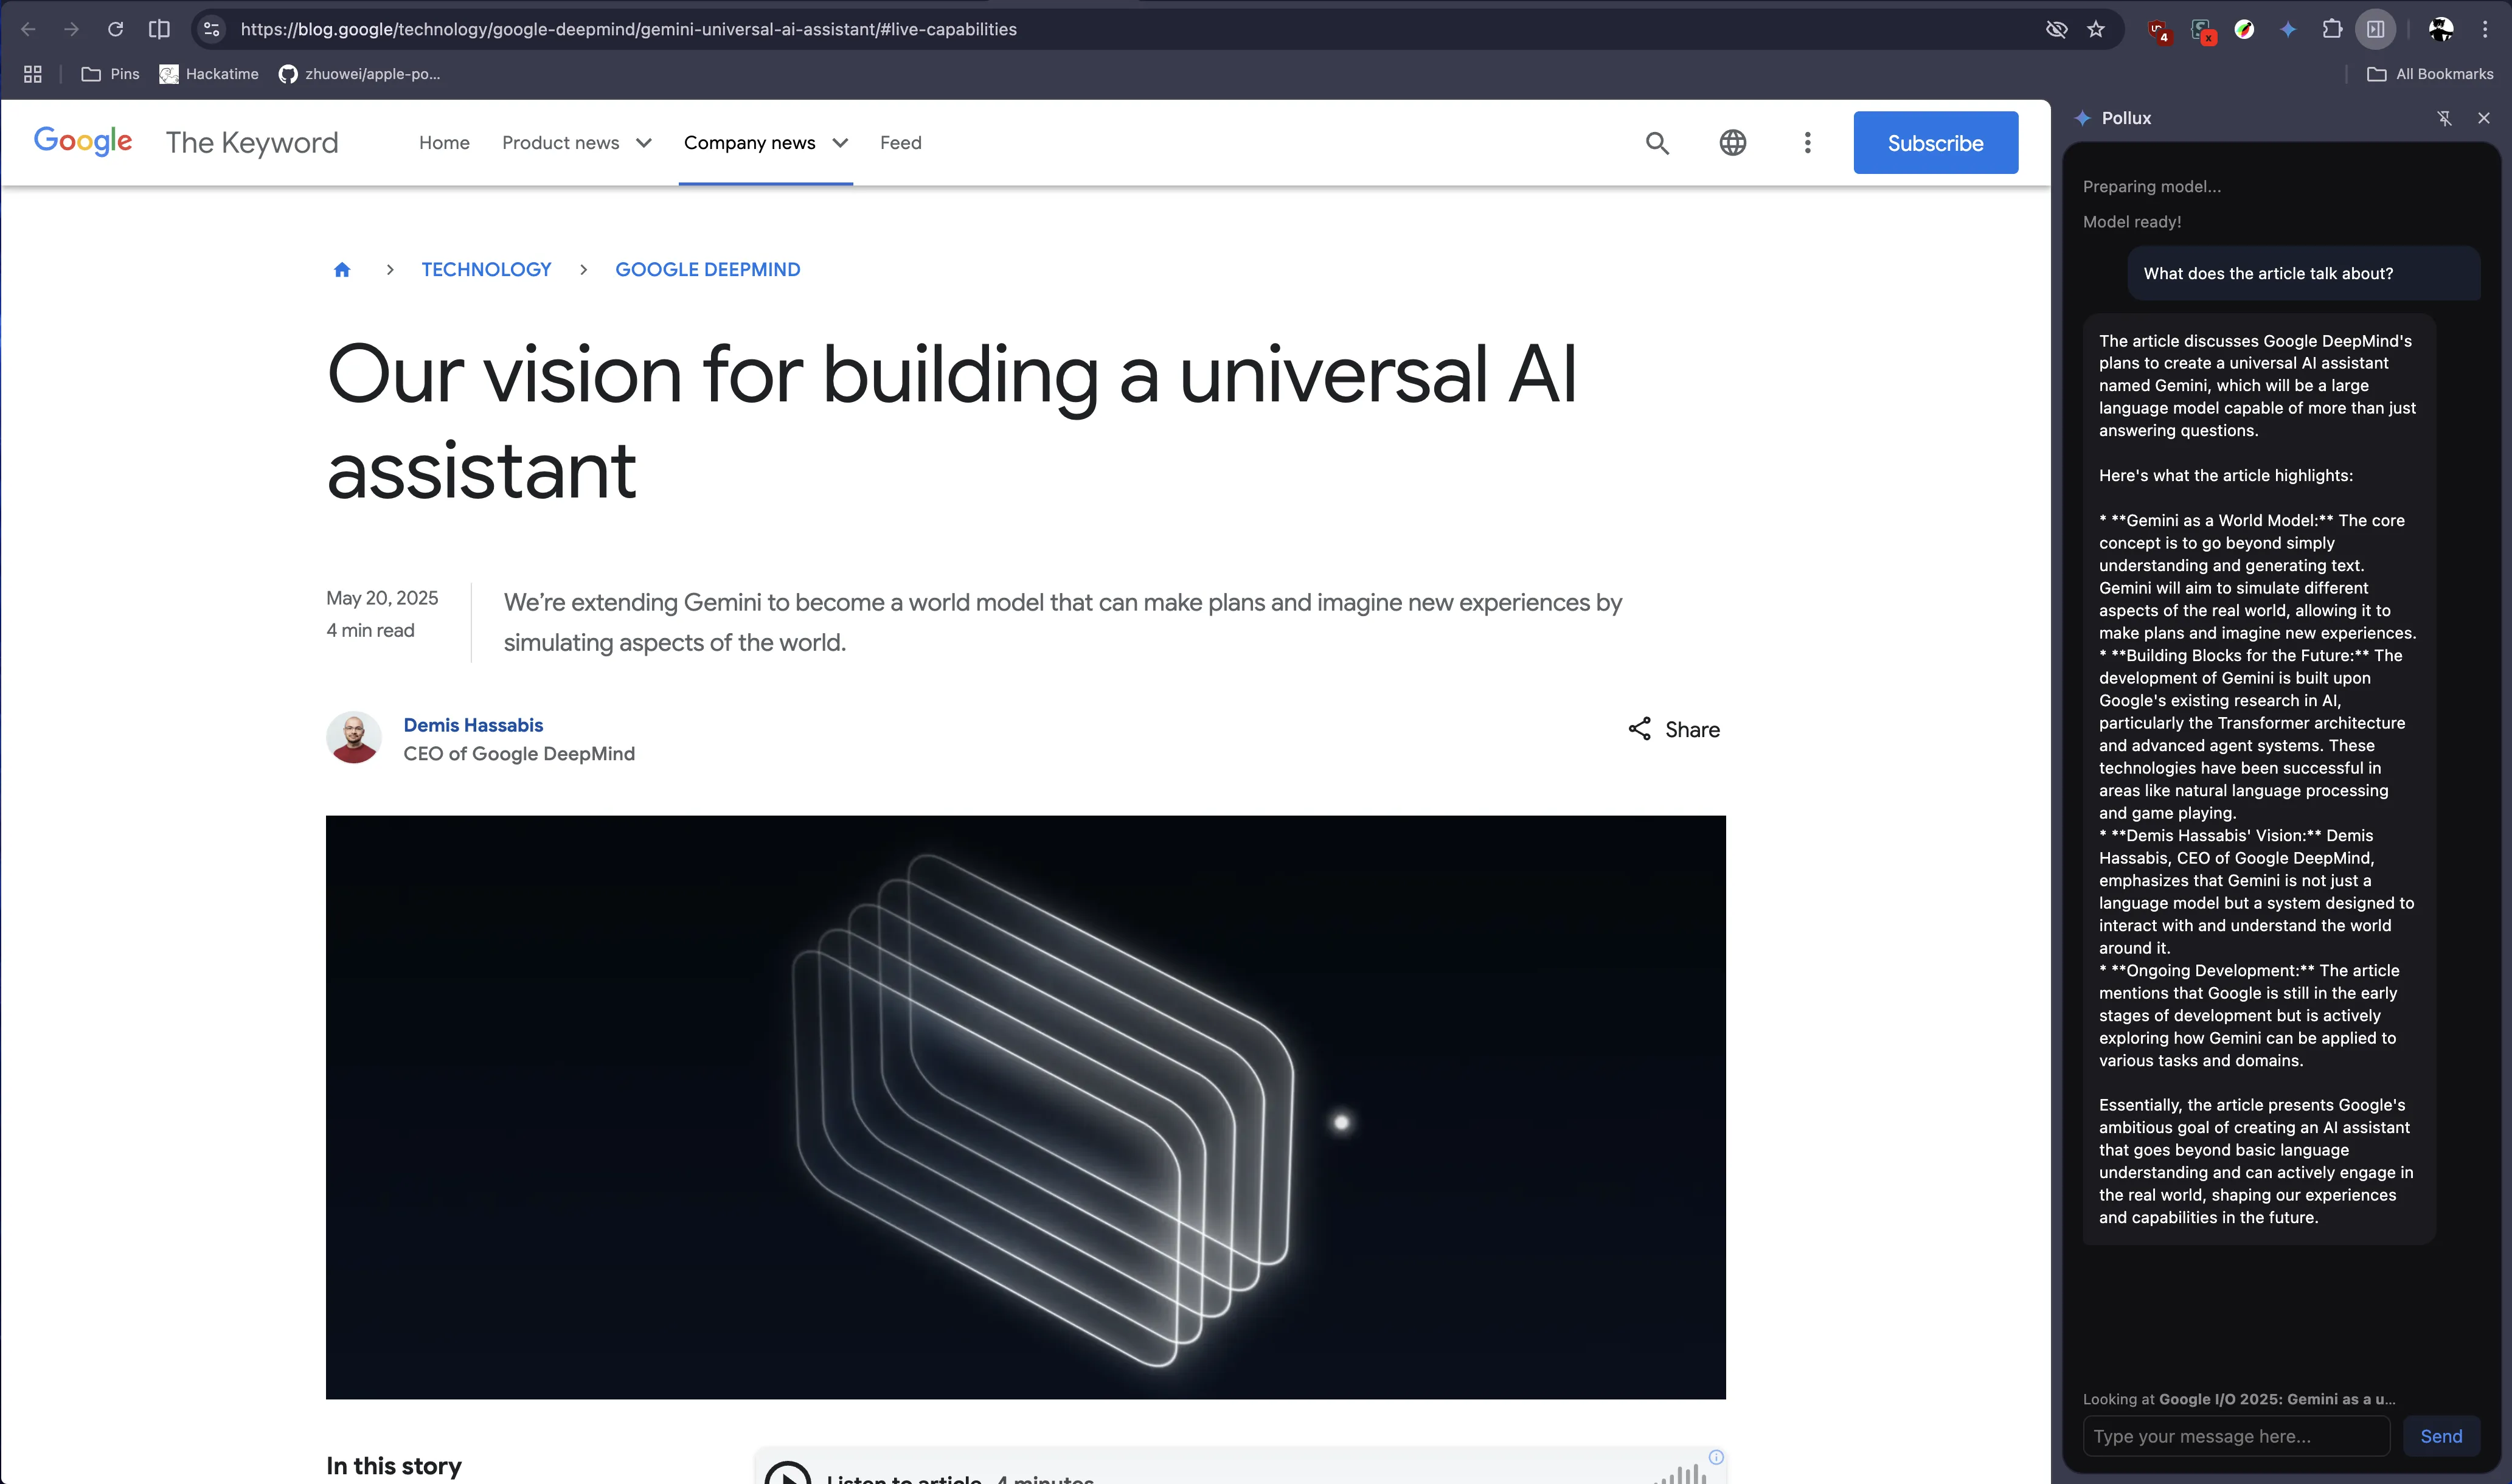 https://blog.google/technology/google-deepmind/gemini-universal-ai-assistant/#live-capabilities
4
x
Pins
Hackatime
zhuowei/apple-po...
All Bookmarks
Google The Keyword
Home
Product news
Company news
Feed
Subscribe
TECHNOLOGY
GOOGLE DEEPMIND
Our vision for building a universal AI
assistant
May 20, 2025
4 min read
We’re extending Gemini to become a world model that can make plans and imagine new experiences by
simulating aspects of the world.
Demis Hassabis
CEO of Google DeepMind
Share
In this story
Listen to article 4 minutes
Pollux
Preparing model...
Model ready!
What does the article talk about?
The article discusses Google DeepMind's
plans to create a universal AI assistant
named Gemini, which will be a large
language model capable of more than just
answering questions.
Here's what the article highlights:
* **Gemini as a World Model:** The core
concept is to go beyond simply
understanding and generating text.
Gemini will aim to simulate different
aspects of the real world, allowing it to
make plans and imagine new experiences.
* **Building Blocks for the Future:** The
development of Gemini is built upon
Google's existing research in AI,
particularly the Transformer architecture
and advanced agent systems. These
technologies have been successful in
areas like natural language processing
and game playing.
* **Demis Hassabis' Vision:** Demis
Hassabis, CEO of Google DeepMind,
emphasizes that Gemini is not just a
language model but a system designed to
interact with and understand the world
around it.
* **Ongoing Development:** The article
mentions that Google is still in the early
stages of development but is actively
exploring how Gemini can be applied to
various tasks and domains.
Essentially, the article presents Google's
ambitious goal of creating an AI assistant
that goes beyond basic language
understanding and can actively engage in
the real world, shaping our experiences
and capabilities in the future.
Looking at Google I/O 2025: Gemini as a u...
Type your message here...
Send